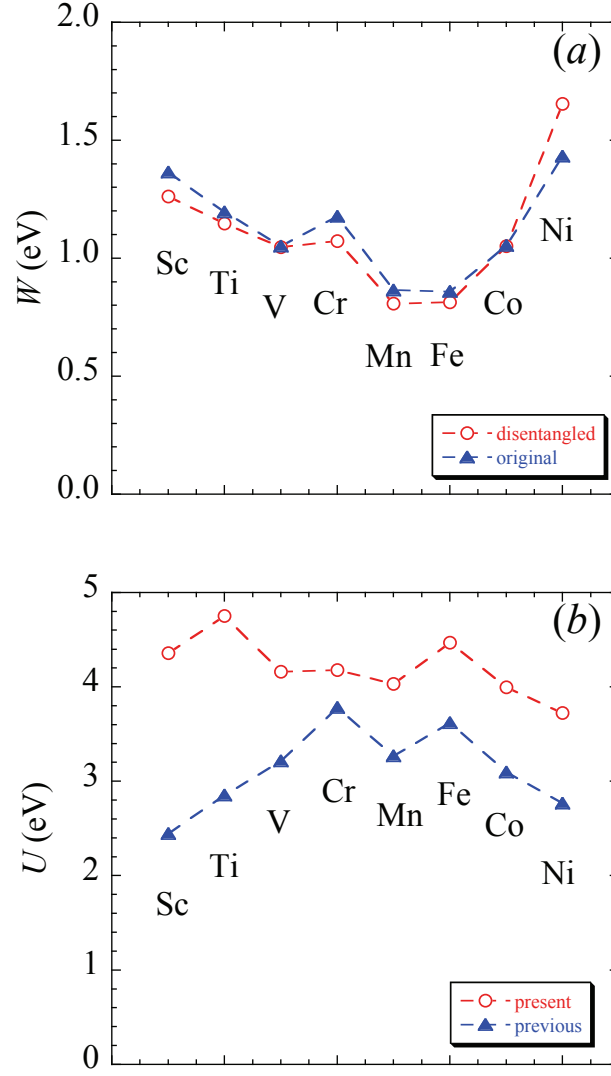 (a)
2.0
1.5
1.0
0.5
0.0
W (eV)
Sc
Ti
V
Cr
Mn
Fe
Co
Ni
disentangled
original
(b)
5
4
3
2
1
0
U (eV)
Sc
Ti
V
Cr
Mn
Fe
Co
Ni
present
previous